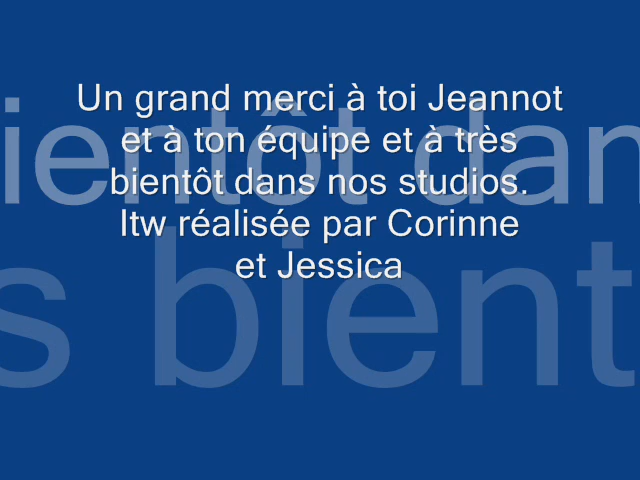 Un grand merci à toi Jeannot
et à ton équipe et à très
bientôt dans nos studios.
Itw réalisée par Corinne
et Jessica
ientôt dan
s bient